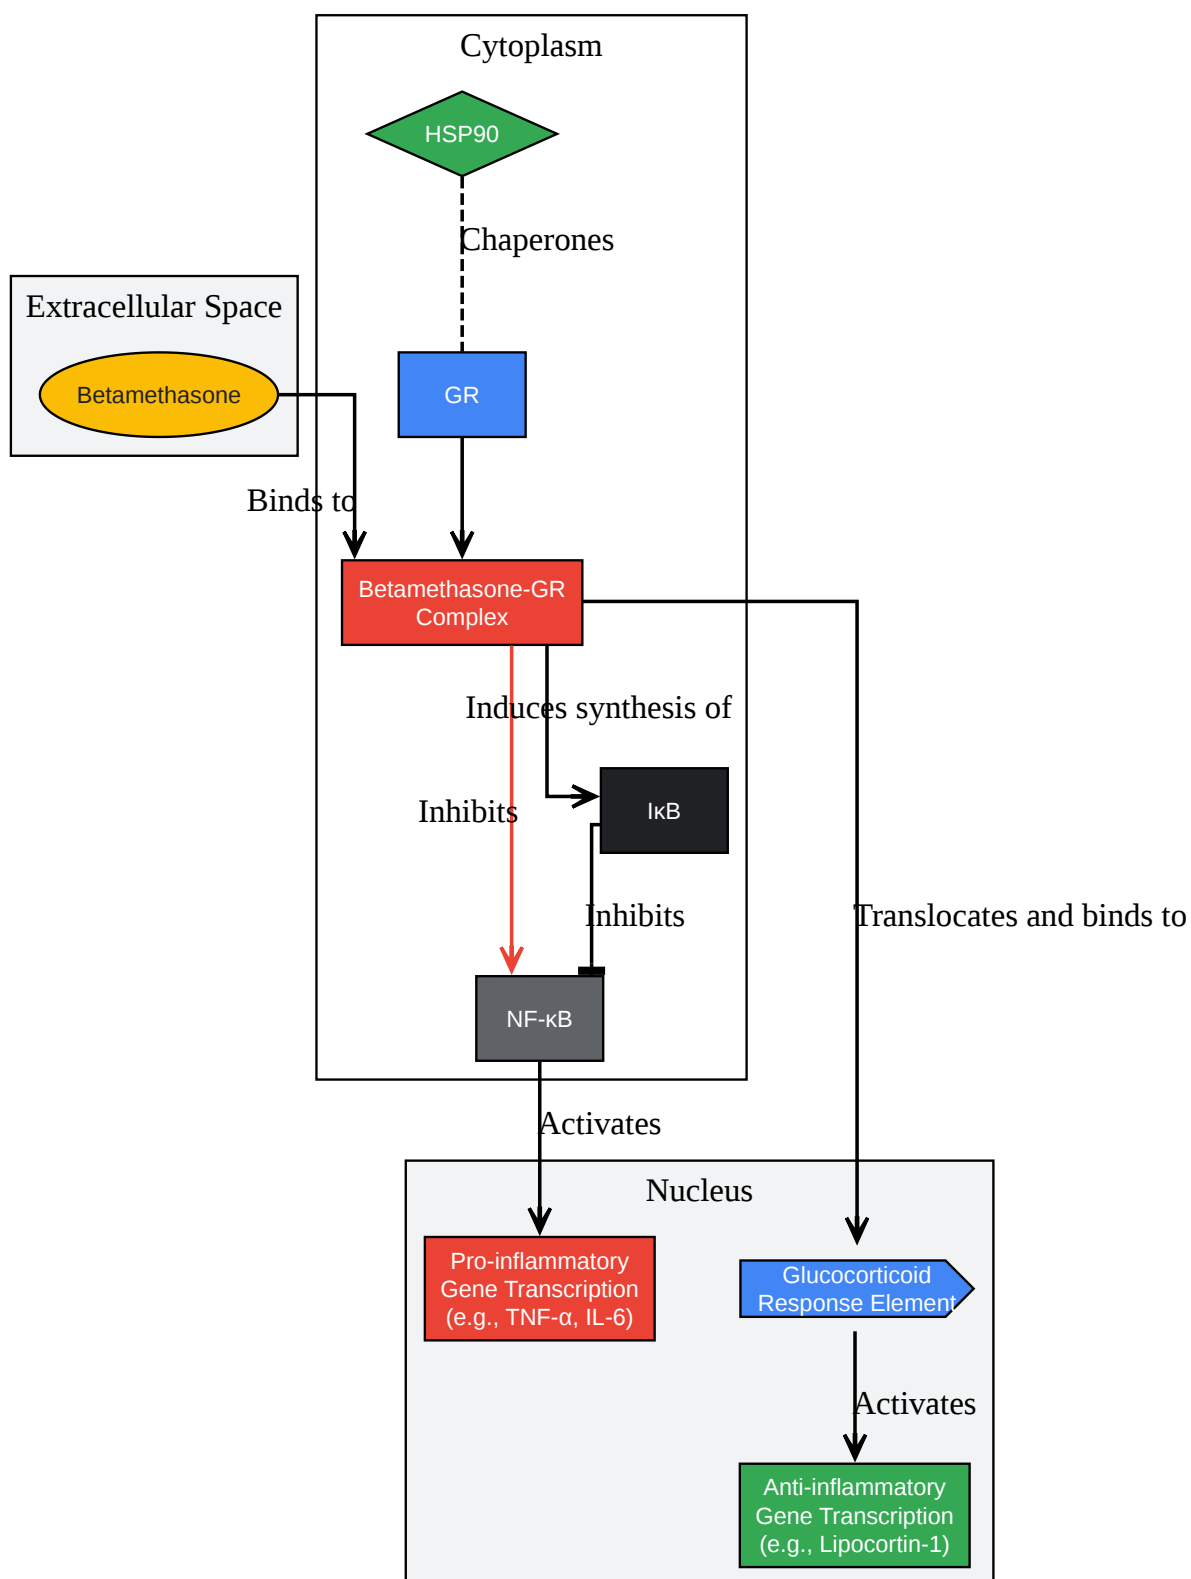 Cytoplasm
HSP90
Chaperones
Extracellular Space
Betamethasone
GR
Binds to
Betamethasone-GR
Complex
Induces synthesis of
Inhibits
IκB
Inhibits
Translocates and binds to
NF-κB
Activates
Nucleus
Pro-inflammatory
Gene Transcription
(e.g., TNF-α, IL-6)
Glucocorticoid
Response Element
Activates
Anti-inflammatory
Gene Transcription
(e.g., Lipocortin-1)